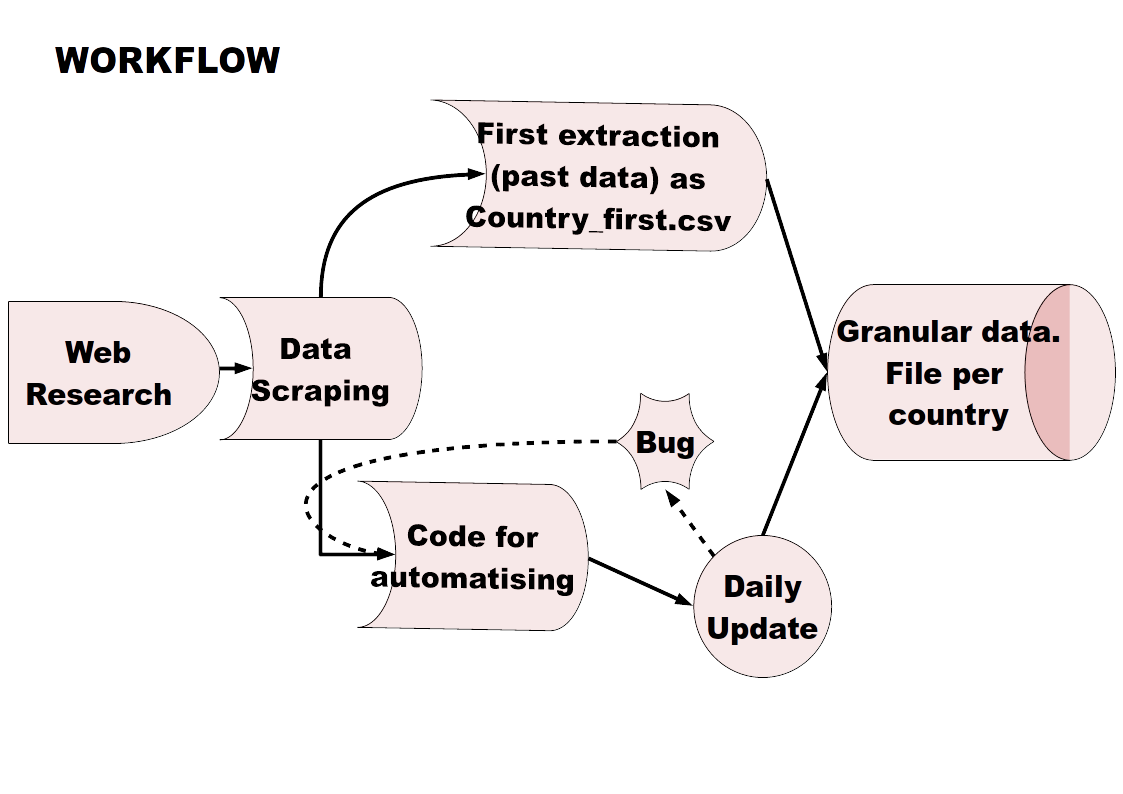 WORKFLOW
First extraction
(past data) as
Country_first.csv
Web
Research
Data
Scraping
Granular data.
File per
country
Bug
Code for
automatising
Daily
Update